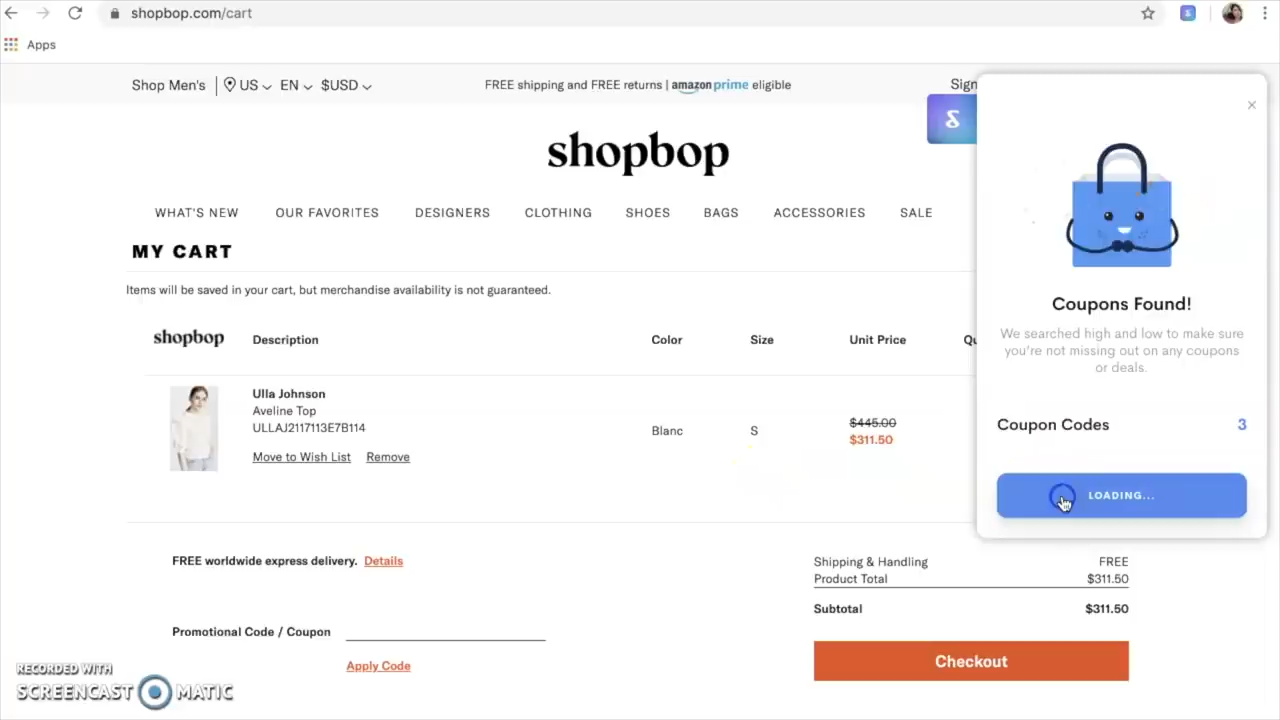 shopbop.com/cart
Apps
Shop Men's US EN $USD
FREE shipping and FREE returns | amazon prime eligible
Sign
shopbop
WHAT'S NEW OUR FAVORITES DESIGNERS CLOTHING SHOES BAGS ACCESSORIES SALE
MY CART
Items will be saved in your cart, but merchandise availability is not guaranteed.
shopbop Description Color Size Unit Price Qu
Ulla Johnson
Aveline Top
ULLAJ2117113E7B114
Blanc S
$445.00
$311.50
Move to Wish List Remove
Coupons Found!
We searched high and low to make sure
you're not missing out on any coupons
or deals.
Coupon Codes 3
LOADING...
FREE worldwide express delivery. Details
Shipping & Handling FREE
Product Total $311.50
Subtotal $311.50
Promotional Code / Coupon
Apply Code
Checkout
RECORDED WITH
SCREENCAST MATIC